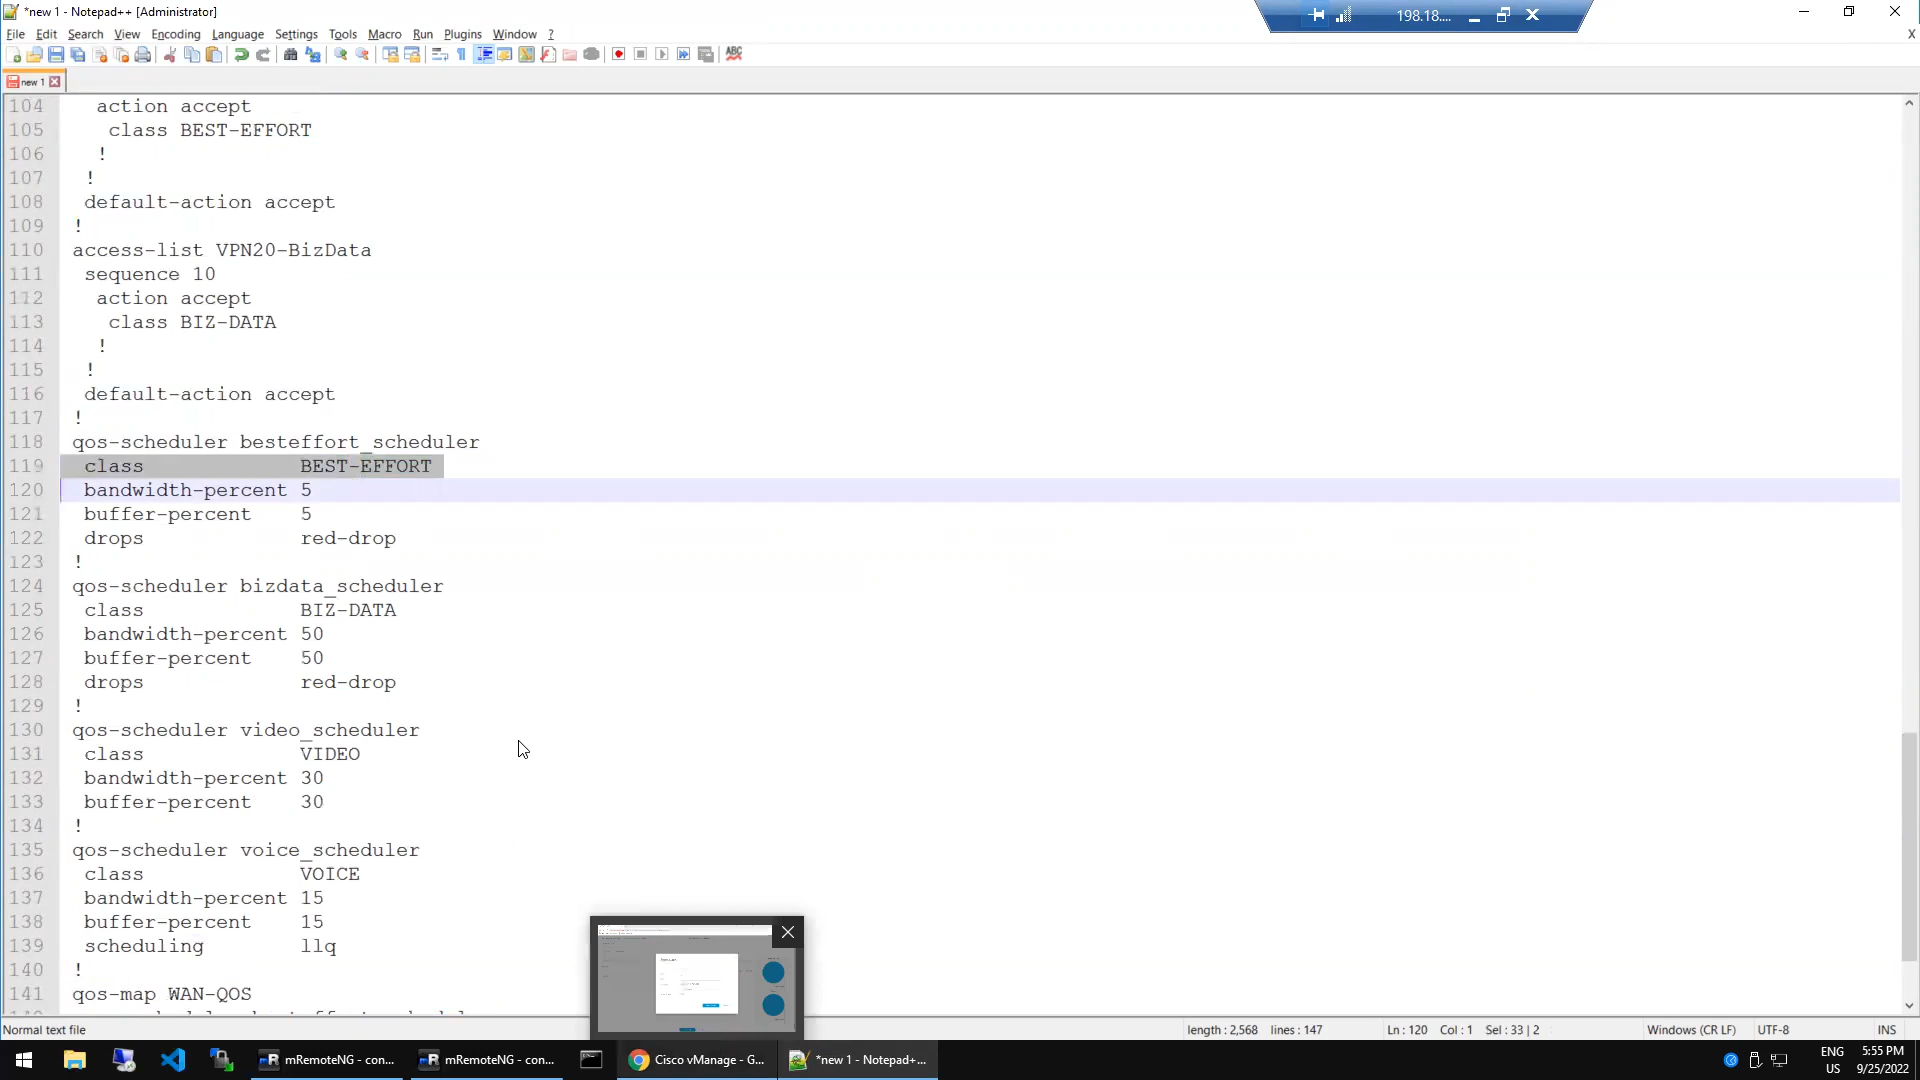 *new 1 - Notepad++ [Administrator]
198.18....
File Edit Search View Encoding Language Settings Tools Macro Run Plugins Window ?
X
new 1
104 action accept
105 class BEST-EFFORT
106 !
107 !
108 default-action accept
109 !
110 access-list VPN20-BizData
111 sequence 10
112 action accept
113 class BIZ-DATA
114 !
115 !
116 default-action accept
117 !
118 qos-scheduler besteffort_scheduler
119 class BEST-EFFORT
120 bandwidth-percent 5
121 buffer-percent 5
122 drops red-drop
123 !
124 qos-scheduler bizdata_scheduler
125 class BIZ-DATA
126 bandwidth-percent 50
127 buffer-percent 50
128 drops red-drop
129 !
130 qos-scheduler video_scheduler
131 class VIDEO
132 bandwidth-percent 30
133 buffer-percent 30
134 !
135 qos-scheduler voice_scheduler
136 class VOICE
137 bandwidth-percent 15
138 buffer-percent 15
139 scheduling llq
140 !
141 qos-map WAN-QOS
Normal text file length : 2,568 lines : 147 Ln : 120 Col : 1 Sel : 33 | 2 Windows (CR LF) UTF-8 INS
mRemoteNG - con... mRemoteNG - con... Cisco vManage - G... *new 1 - Notepad+...
ENG US
5:55 PM
9/25/2022